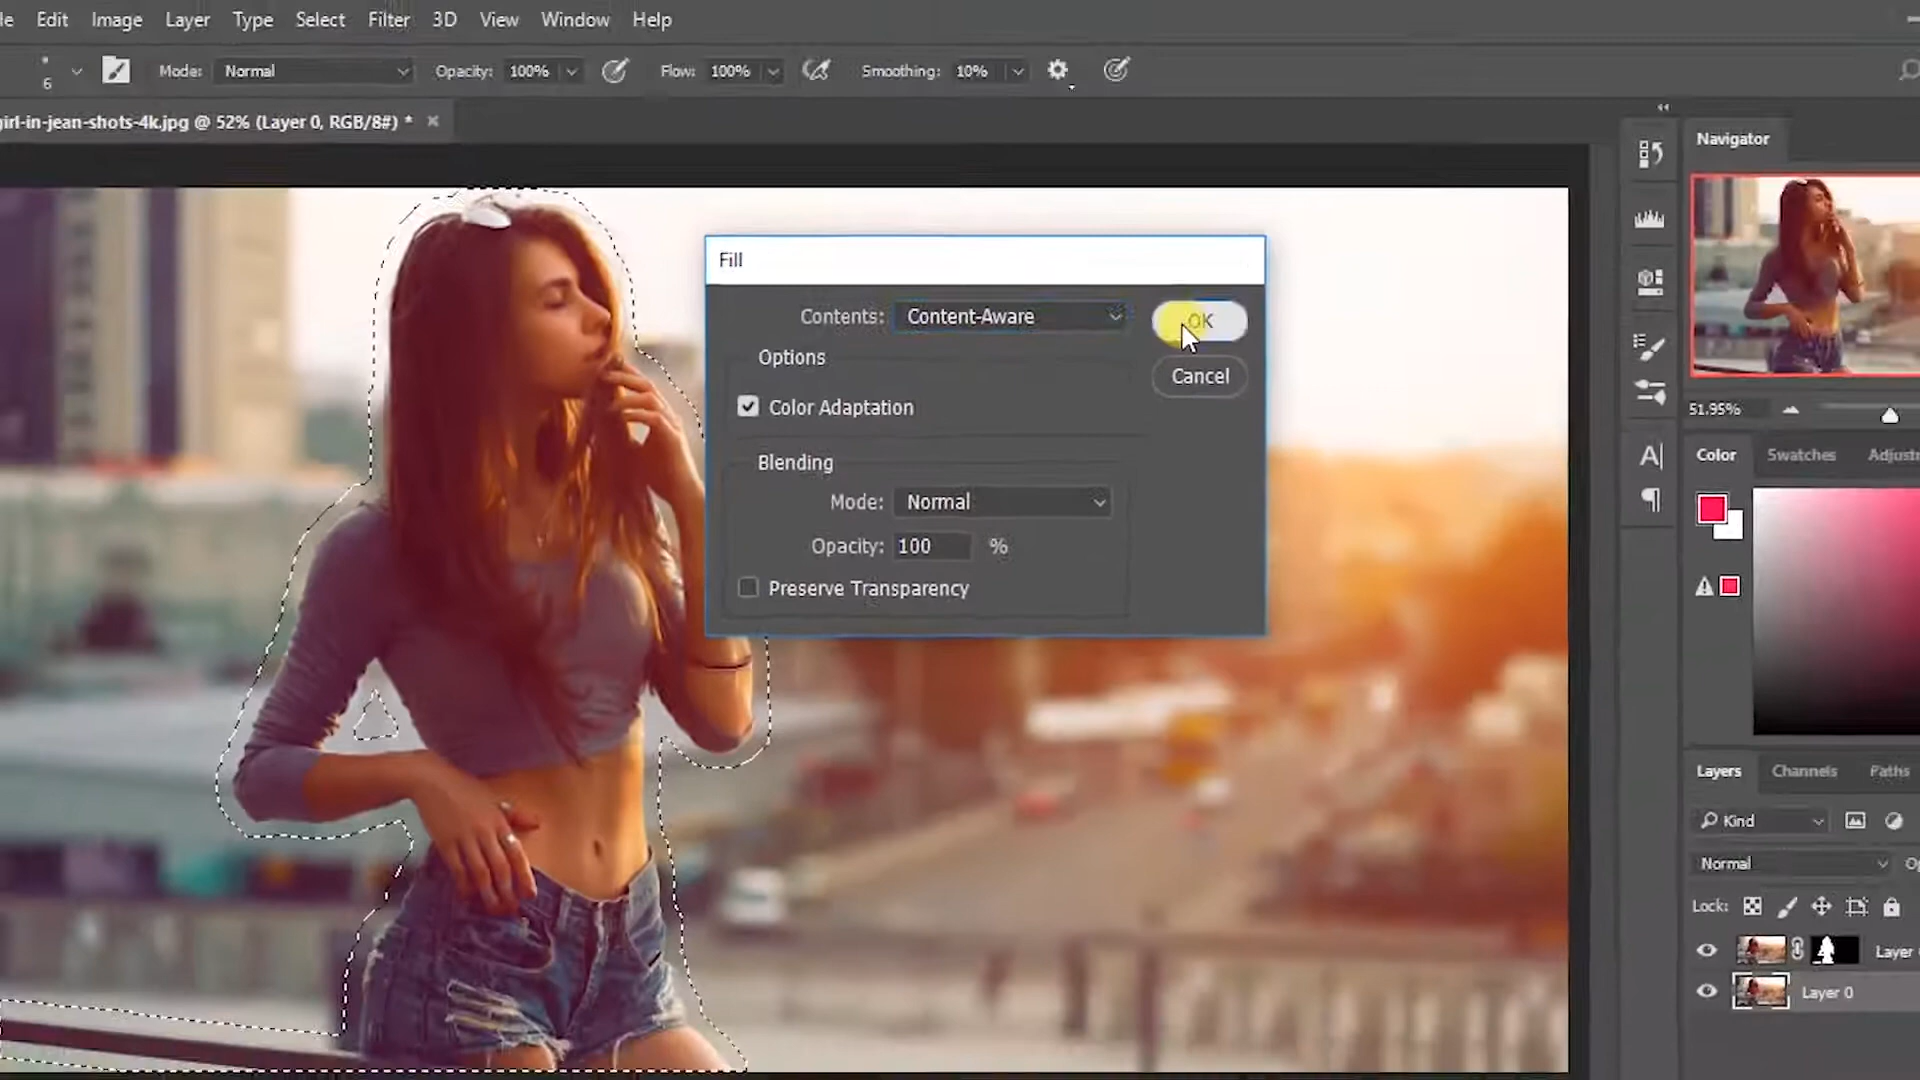 le Edit Image Layer Type Select Filter 3D View Window Help
6 Mode: Normal Opacity: 100% Flow: 100% Smoothing: 10%
girl-in-jean-shots-4k.jpg @ 52% (Layer 0, RGB/8#) * ×
Navigator
Fill
Contents: Content-Aware
OK
Options
Cancel
Color Adaptation
51.95%
Blending
Color Swatches Adjustm
Mode: Normal
Opacity: 100 %
Preserve Transparency
Layers Channels Paths
Kind
Normal Op
Lock:
Layer
Layer 0